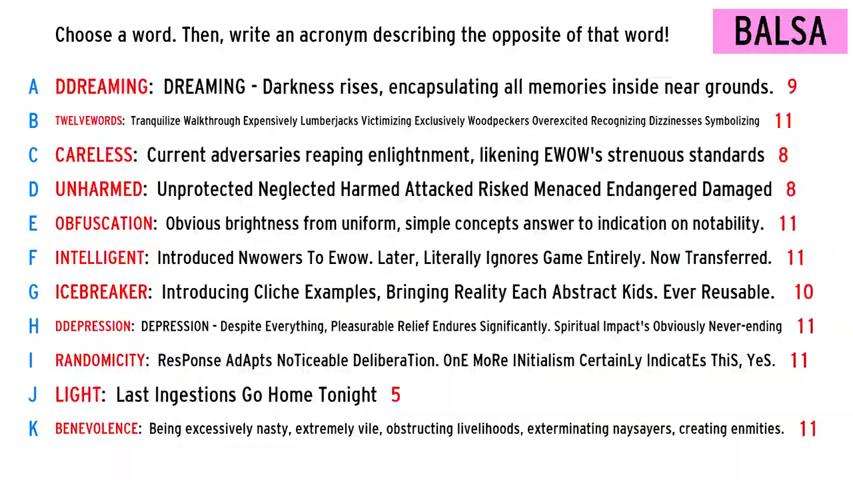 Choose a word. Then, write an acronym describing the opposite of that word!
BALSA
A DDREAMING: DREAMING - Darkness rises, encapsulating all memories inside near grounds. 9
B TWELVEWORDS: Tranquilize Walkthrough Expensively Lumberjacks Victimizing Exclusively Woodpeckers Overexcited Recognizing Dizzinesses Symbolizing 11
C CARELESS: Current adversaries reaping enlightnment, likening EWOW's strenuous standards 8
D UNHARMED: Unprotected Neglected Harmed Attacked Risked Menaced Endangered Damaged 8
E OBFUSCATION: Obvious brightness from uniform, simple concepts answer to indication on notability. 11
F INTELLIGENT: Introduced Nwowers To Ewow. Later, Literally Ignores Game Entirely. Now Transferred. 11
G ICEBREAKER: Introducing Cliche Examples, Bringing Reality Each Abstract Kids. Ever Reusable. 10
H DDEPRESSION: DEPRESSION - Despite Everything, Pleasurable Relief Endures Significantly. Spiritual Impact's Obviously Never-ending 11
I RANDOMICITY: ResPonse AdApts NoTiceable DeliberaTion. OnE MoRe INitialism CertainLy IndicatEs ThiS, YeS. 11
J LIGHT: Last Ingestions Go Home Tonight 5
K BENEVOLENCE: Being excessively nasty, extremely vile, obstructing livelihoods, exterminating naysayers, creating enmities. 11